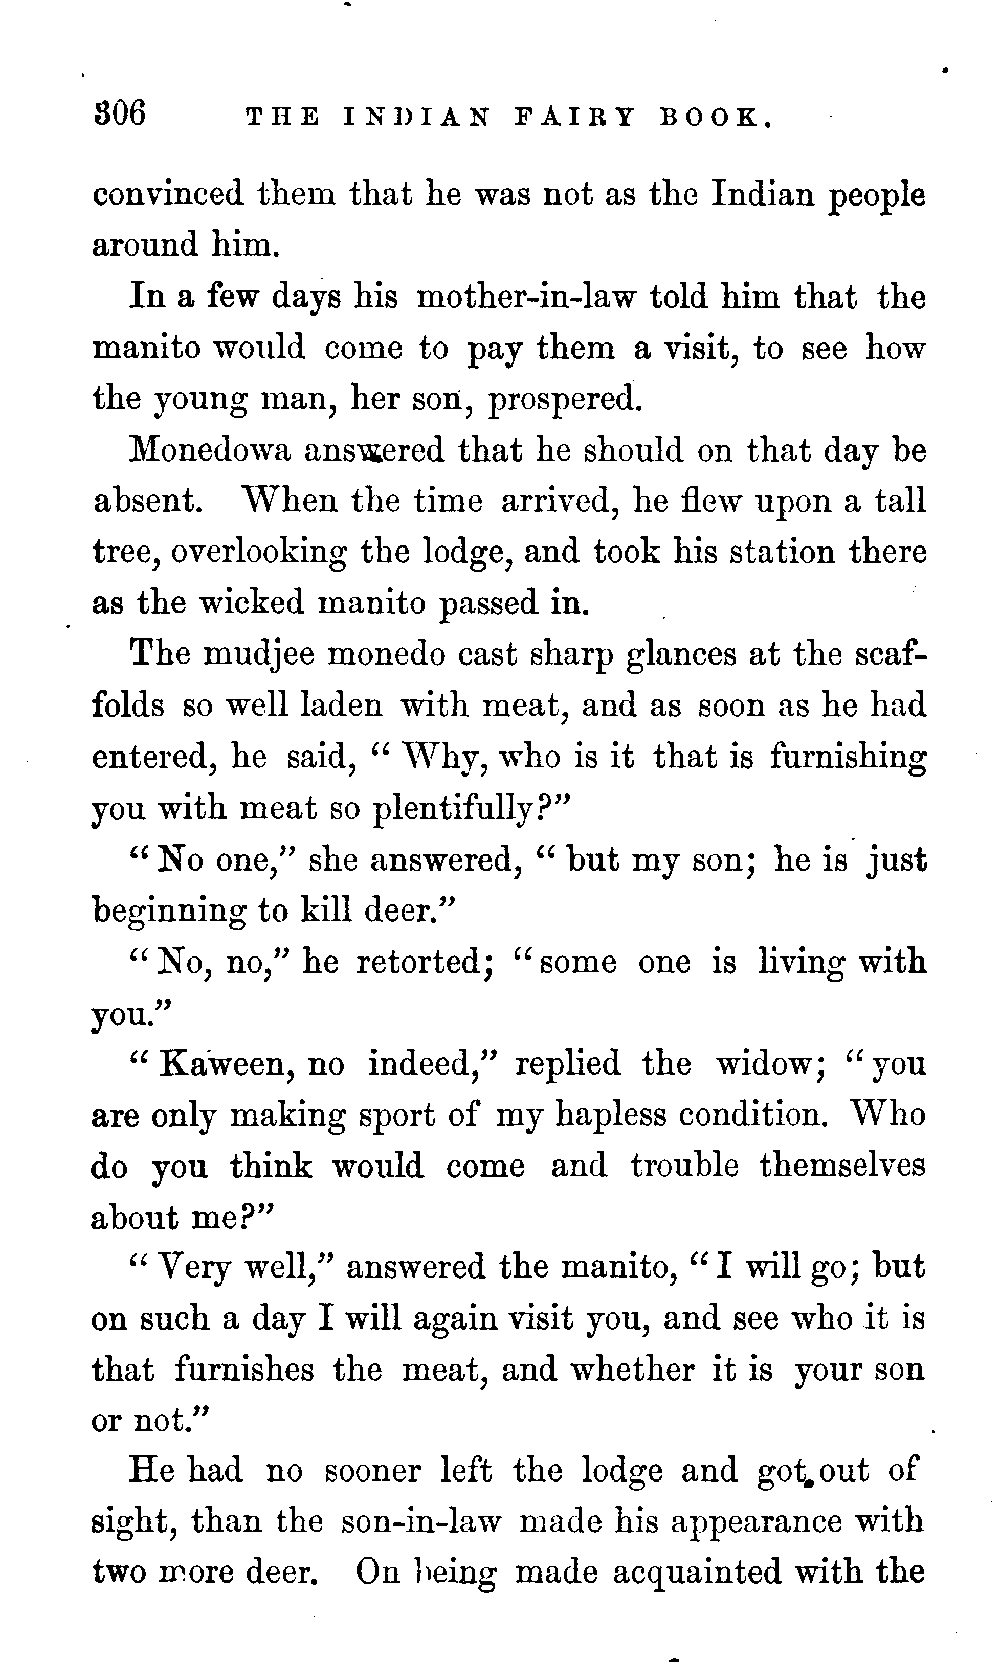 306 THE INDIAN FAIRY BOOK.
convinced them that he was not as the Indian people
around him.
In a few days his mother-in-law told him that the
manito would come to pay them a visit, to see how
the young man, her son, prospered.
Monedowa answered that he should on that day be
absent. When the time arrived, he flew upon a tall
tree, overlooking the lodge, and took his station there
as the wicked manito passed in.
The mudjee monedo cast sharp glances at the scaf-
folds so well laden with meat, and as soon as he had
entered, he said, “ Why, who is it that is furnishing
you with meat so plentifully?”
“ No one,” she answered, “ but my son; he is just
beginning to kill deer.”
“ No, no,” he retorted; “ some one is living with
you.”
“ Kaween, no indeed,” replied the widow; “ you
are only making sport of my hapless condition. Who
do you think would come and trouble themselves
about me?”
“ Very well,” answered the manito, “ I will go; but
on such a day I will again visit you, and see who it is
that furnishes the meat, and whether it is your son
or not.”
He had no sooner left the lodge and got out of
sight, than the son-in-law made his appearance with
two more deer. On being made acquainted with the